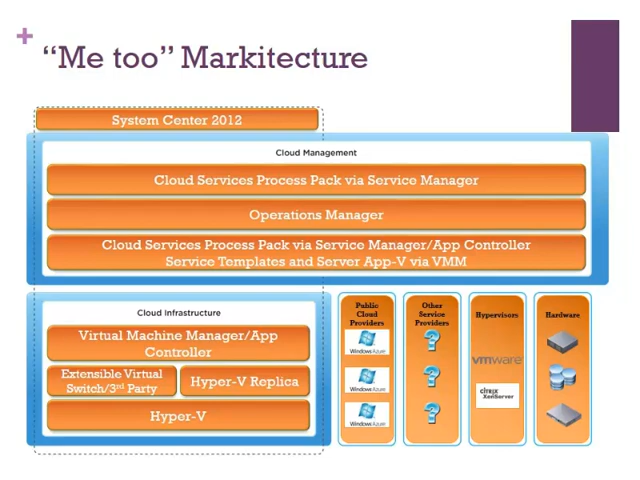 +
“Me too” Markitecture
System Center 2012
Cloud Management
Cloud Services Process Pack via Service Manager
Operations Manager
Cloud Services Process Pack via Service Manager/App Controller
Service Templates and Server App-V via VMM
Cloud Infrastructure
Virtual Machine Manager/App
Controller
Extensible Virtual
Switch/3rd Party
Hyper-V Replica
Hyper-V
Public
Cloud
Providers
Windows Azure
Windows Azure
Windows Azure
Other
Service
Providers
?
?
?
Hypervisors
vmware
citrix
XenServer
Hardware